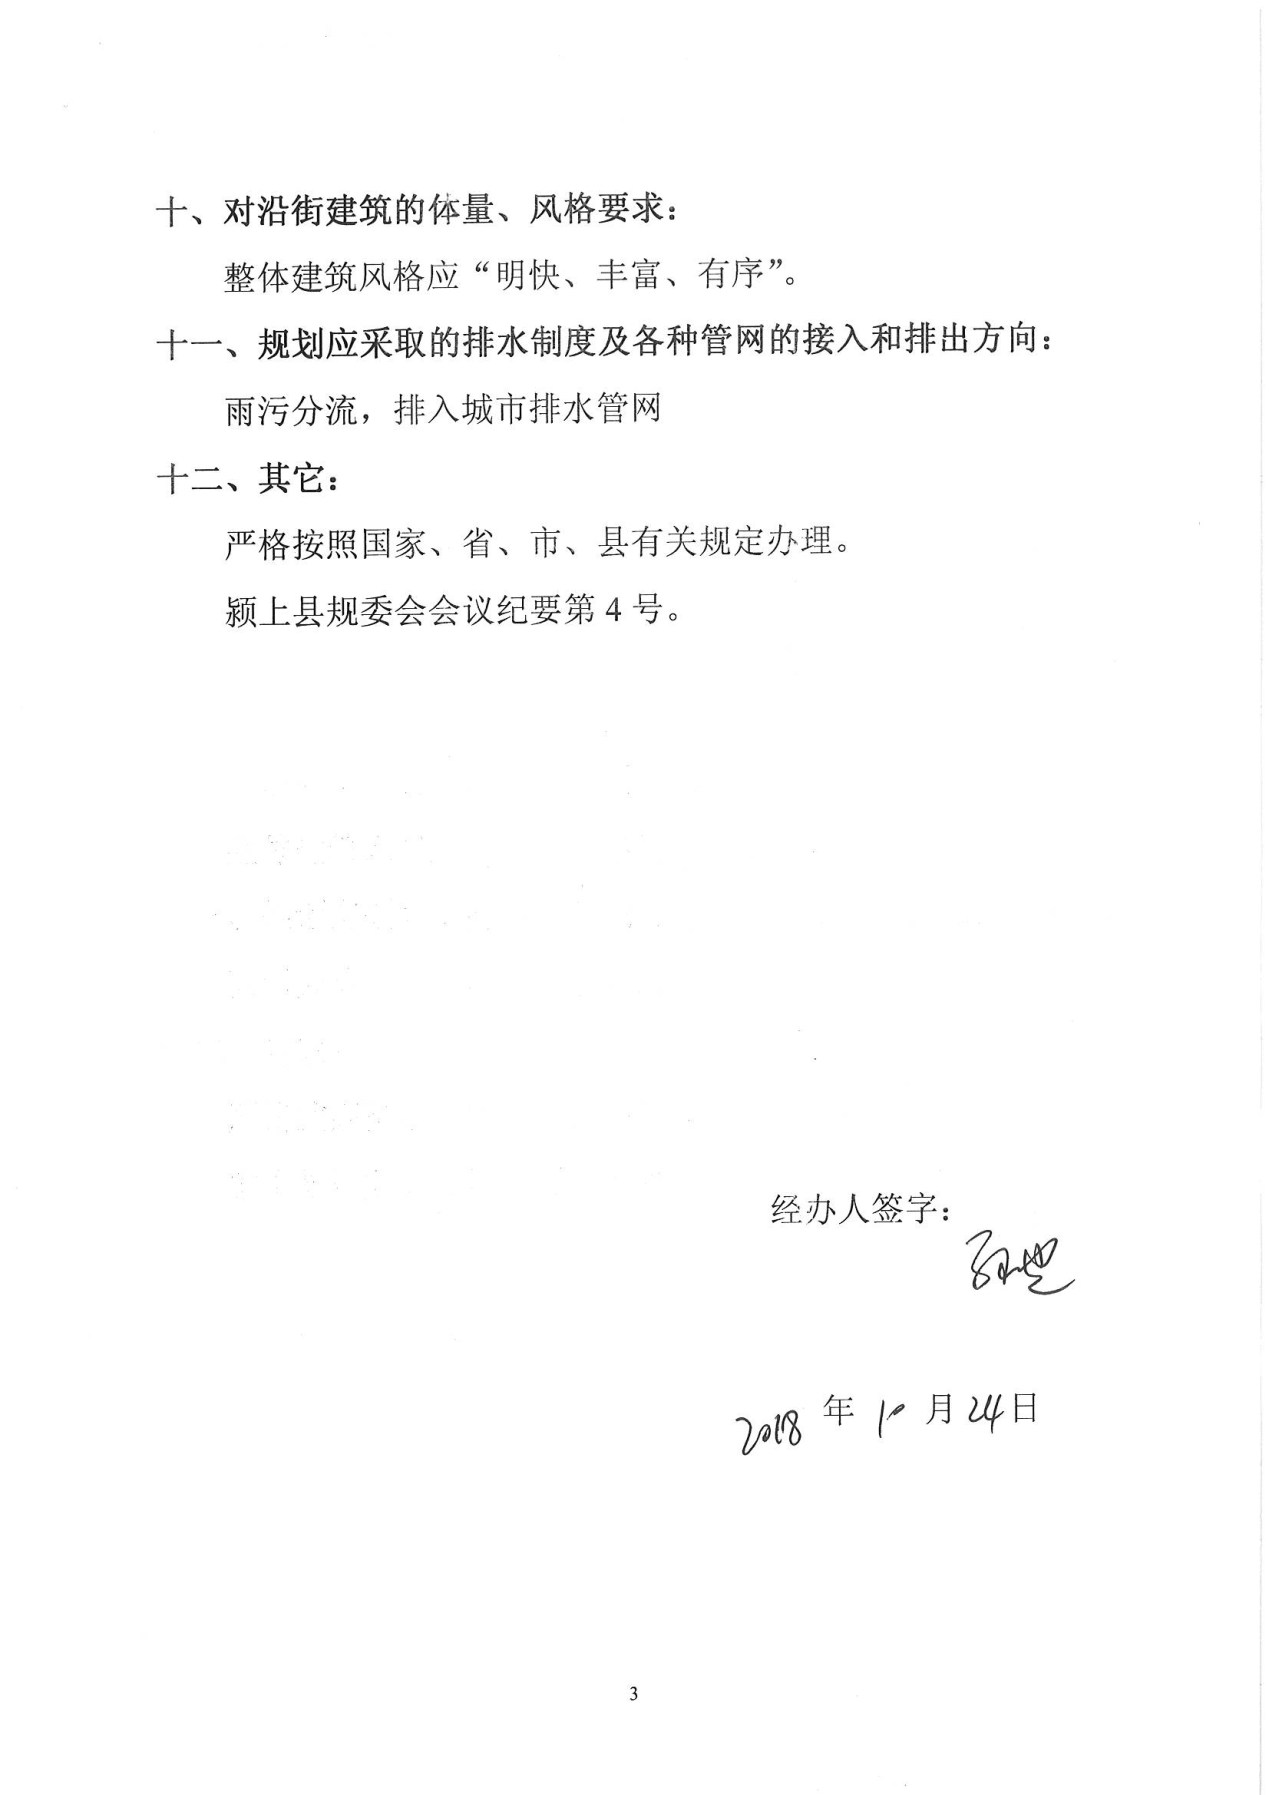 十、对沿街建筑的体量、风格要求：
整体建筑风格应“明快、丰富、有序”。
十一、规划应采取的排水制度及各种管网的接入和排出方向：
雨污分流，排入城市排水管网
十二、其它：
严格按照国家、省、市、县有关规定办理。
颍上县规委会会议纪要第 4 号。
经办人签字：
2018 年 10 月 24 日
3